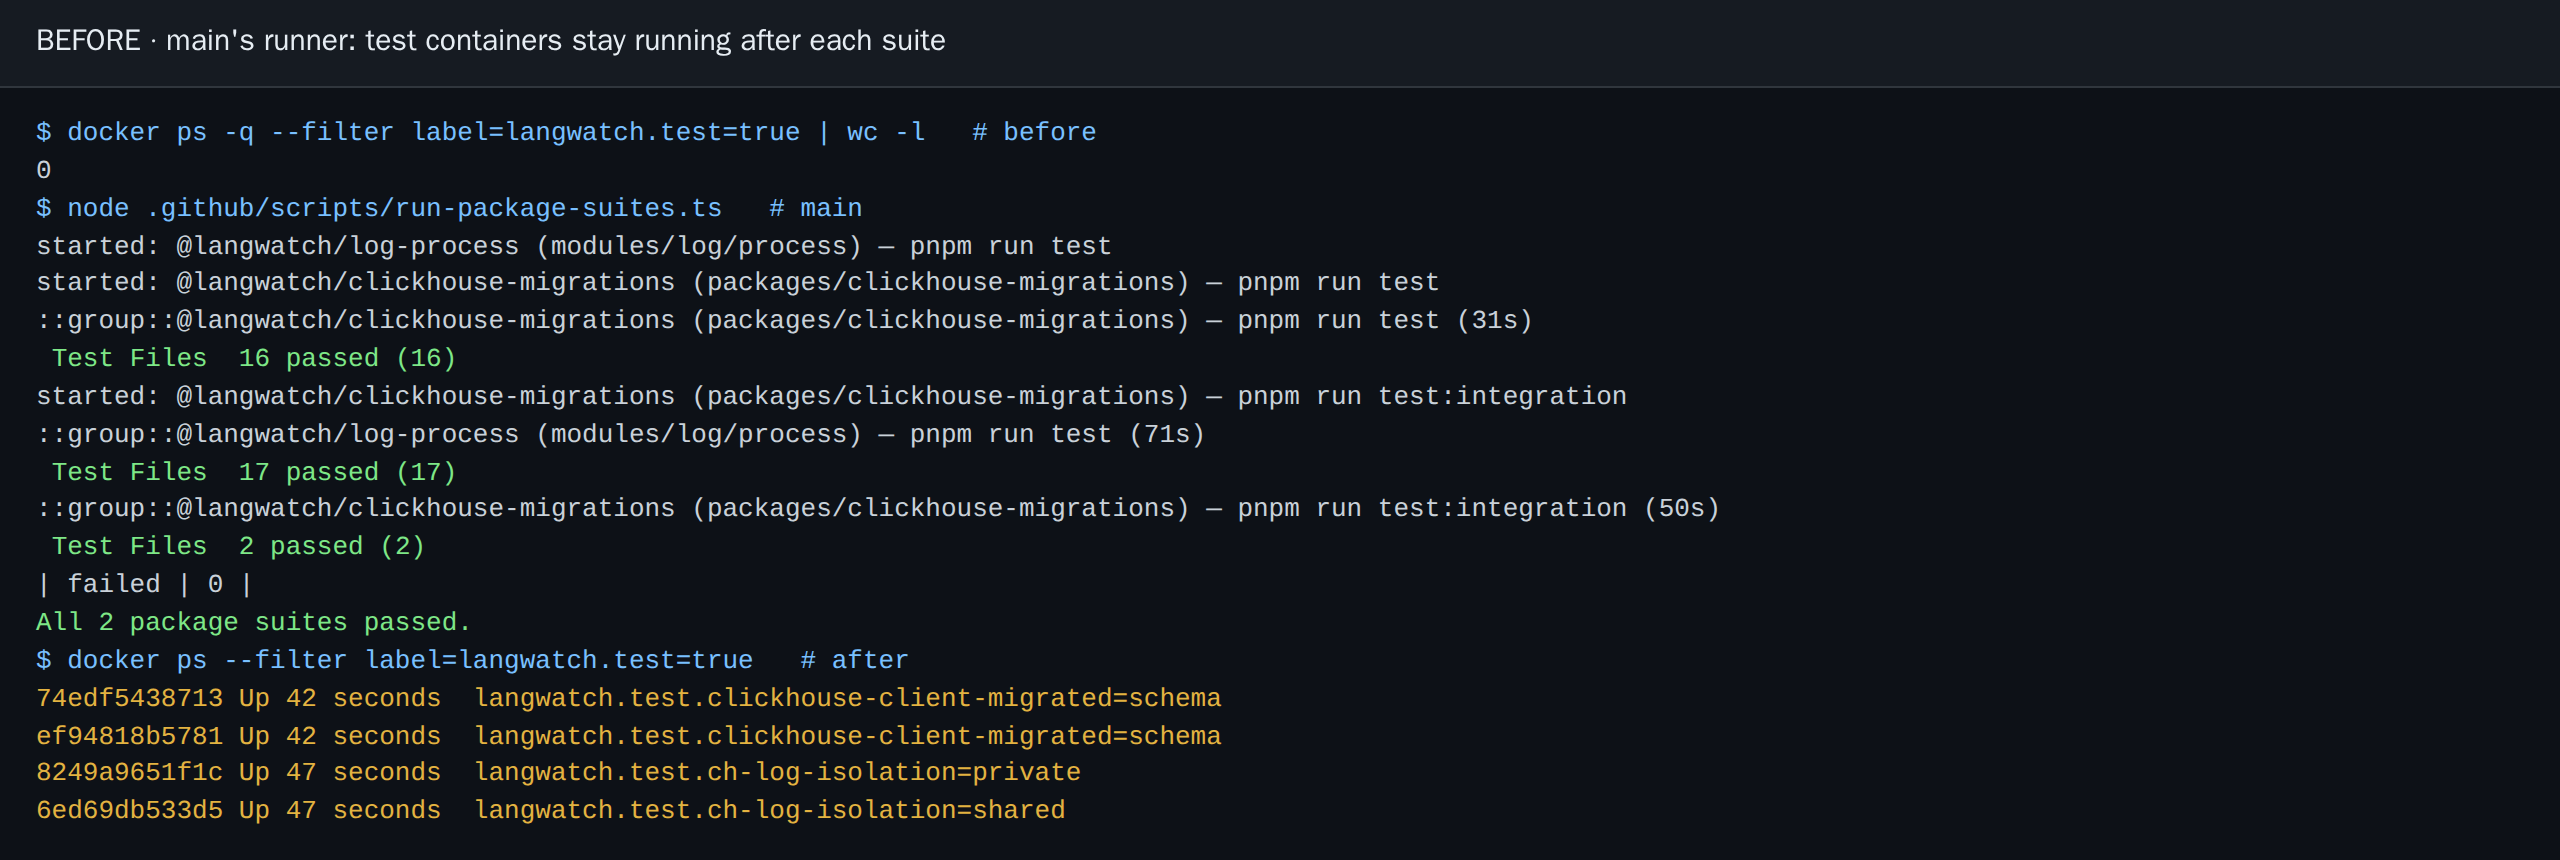 BEFORE · main's runner: test containers stay running after each suite
$ docker ps -q --filter label=langwatch.test=true | wc -l   # before
0
$ node .github/scripts/run-package-suites.ts   # main
started: @langwatch/log-process (modules/log/process) — pnpm run test
started: @langwatch/clickhouse-migrations (packages/clickhouse-migrations) — pnpm run test
::group::@langwatch/clickhouse-migrations (packages/clickhouse-migrations) — pnpm run test (31s)
 Test Files  16 passed (16)
started: @langwatch/clickhouse-migrations (packages/clickhouse-migrations) — pnpm run test:integration
::group::@langwatch/log-process (modules/log/process) — pnpm run test (71s)
 Test Files  17 passed (17)
::group::@langwatch/clickhouse-migrations (packages/clickhouse-migrations) — pnpm run test:integration (50s)
 Test Files  2 passed (2)
| failed | 0 |
All 2 package suites passed.
$ docker ps --filter label=langwatch.test=true   # after
74edf5438713 Up 42 seconds  langwatch.test.clickhouse-client-migrated=schema
ef94818b5781 Up 42 seconds  langwatch.test.clickhouse-client-migrated=schema
8249a9651f1c Up 47 seconds  langwatch.test.ch-log-isolation=private
6ed69db533d5 Up 47 seconds  langwatch.test.ch-log-isolation=shared